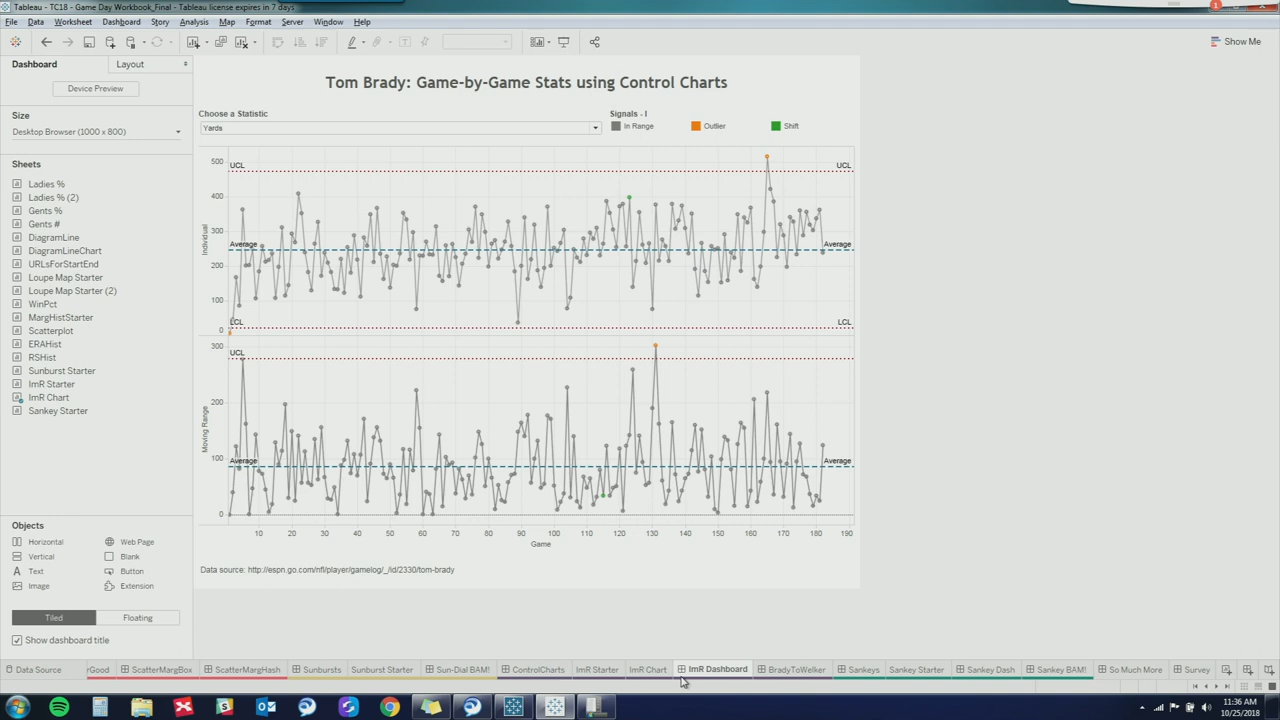 Tableau - TC18 - Game Day Workbook_Final - Tableau license expires in 7 days
1
File Data Worksheet Dashboard Story Analysis Map Format Server Window Help
Show Me
Dashboard Layout
Device Preview
Size
Desktop Browser (1000 x 800)
Sheets
Ladies %
Ladies % (2)
Gents %
Gents #
DiagramLine
DiagramLineChart
URLsForStartEnd
Loupe Map Starter
Loupe Map Starter (2)
WinPct
MargHistStarter
Scatterplot
ERAHist
RSHist
Sunburst Starter
ImR Starter
ImR Chart
Sankey Starter
Objects
Horizontal Web Page
Vertical Blank
Text Button
Image Extension
Tiled Floating
Show dashboard title
Tom Brady: Game-by-Game Stats using Control Charts
Choose a Statistic
Yards
Signals - I
In Range Outlier Shift
500
400
300
200
100
0
Individual
UCL UCL
Average Average
LCL LCL
300
200
100
0
Moving Range
UCL
Average Average
10 20 30 40 50 60 70 80 90 100 110 120 130 140 150 160 170 180 190
Game
Data source: http://espn.go.com/nfl/player/gamelog/_/id/2330/tom-brady
Data Source rGood ScatterMargBox ScatterMargHash Sunbursts Sunburst Starter Sun-Dial BAM! ControlCharts ImR Starter ImR Chart ImR Dashboard BradyToWelker Sankeys Sankey Starter Sankey Dash Sankey BAM! So Much More Survey
11:36 AM
10/25/2018